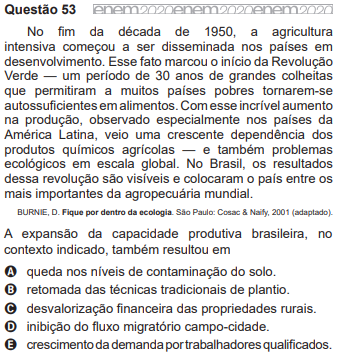 Questão 53 enem2020enem2020enem2020
No fim da década de 1950, a agricultura
intensiva começou a ser disseminada nos países em
desenvolvimento. Esse fato marcou o início da Revolução
Verde — um período de 30 anos de grandes colheitas
que permitiram a muitos países pobres tornarem-se
autossuficientes em alimentos. Com esse incrível aumento
na produção, observado especialmente nos países da
América Latina, veio uma crescente dependência dos
produtos químicos agrícolas — e também problemas
ecológicos em escala global. No Brasil, os resultados
dessa revolução são visíveis e colocaram o país entre os
mais importantes da agropecuária mundial.
BURNIE, D. Fique por dentro da ecologia. São Paulo: Cosac & Naify, 2001 (adaptado).
A expansão da capacidade produtiva brasileira, no
contexto indicado, também resultou em
A queda nos níveis de contaminação do solo.
B retomada das técnicas tradicionais de plantio.
C desvalorização financeira das propriedades rurais.
D inibição do fluxo migratório campo-cidade.
E crescimento da demanda por trabalhadores qualificados.